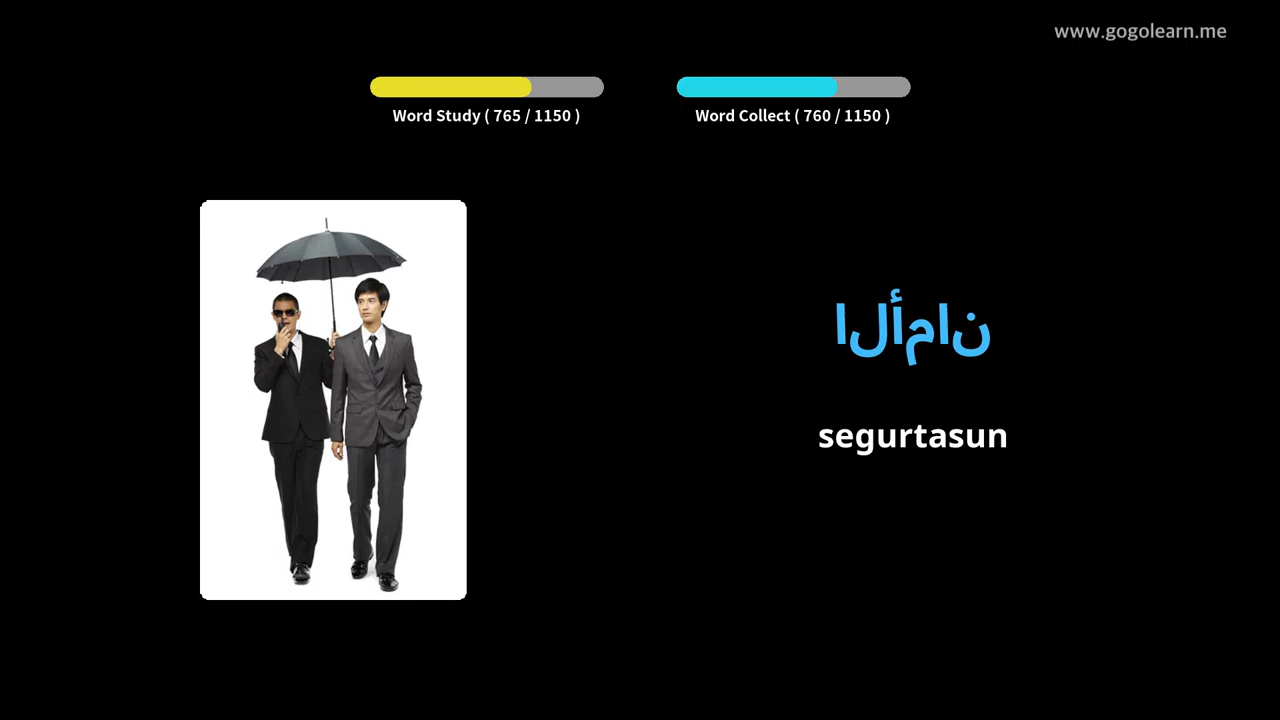 www.gogolearn.me
Word Study ( 765 / 1150 )
Word Collect ( 760 / 1150 )
الأمان
segurtasun